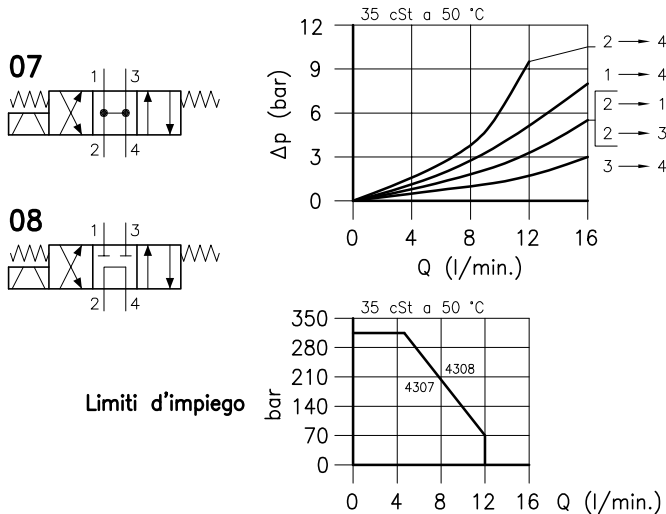 07
1 3
2 4
08
1 3
2 4
35 cSt a 50 °C
Δp (bar)
12
9
6
3
0
0 4 8 12 16
Q (l/min.)
2 → 4
1 → 4
2 → 1
2 → 3
3 → 4
Limiti d'impiego
35 cSt a 50 °C
bar
350
280
210
140
70
0
4308
4307
0 4 8 12 16 Q (l/min.)